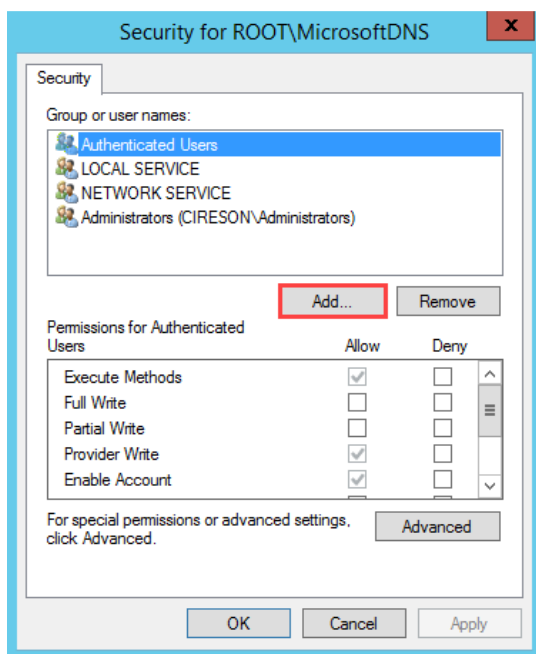 Security for ROOT\MicrosoftDNS
x
Security
Group or user names:
Authenticated Users
LOCAL SERVICE
NETWORK SERVICE
Administrators (CIRESON\Administrators)
Add... Remove
Permissions for Authenticated
Users Allow Deny
Execute Methods
Full Write
Partial Write
Provider Write
Enable Account
For special permissions or advanced settings,
click Advanced.
Advanced
OK Cancel Apply